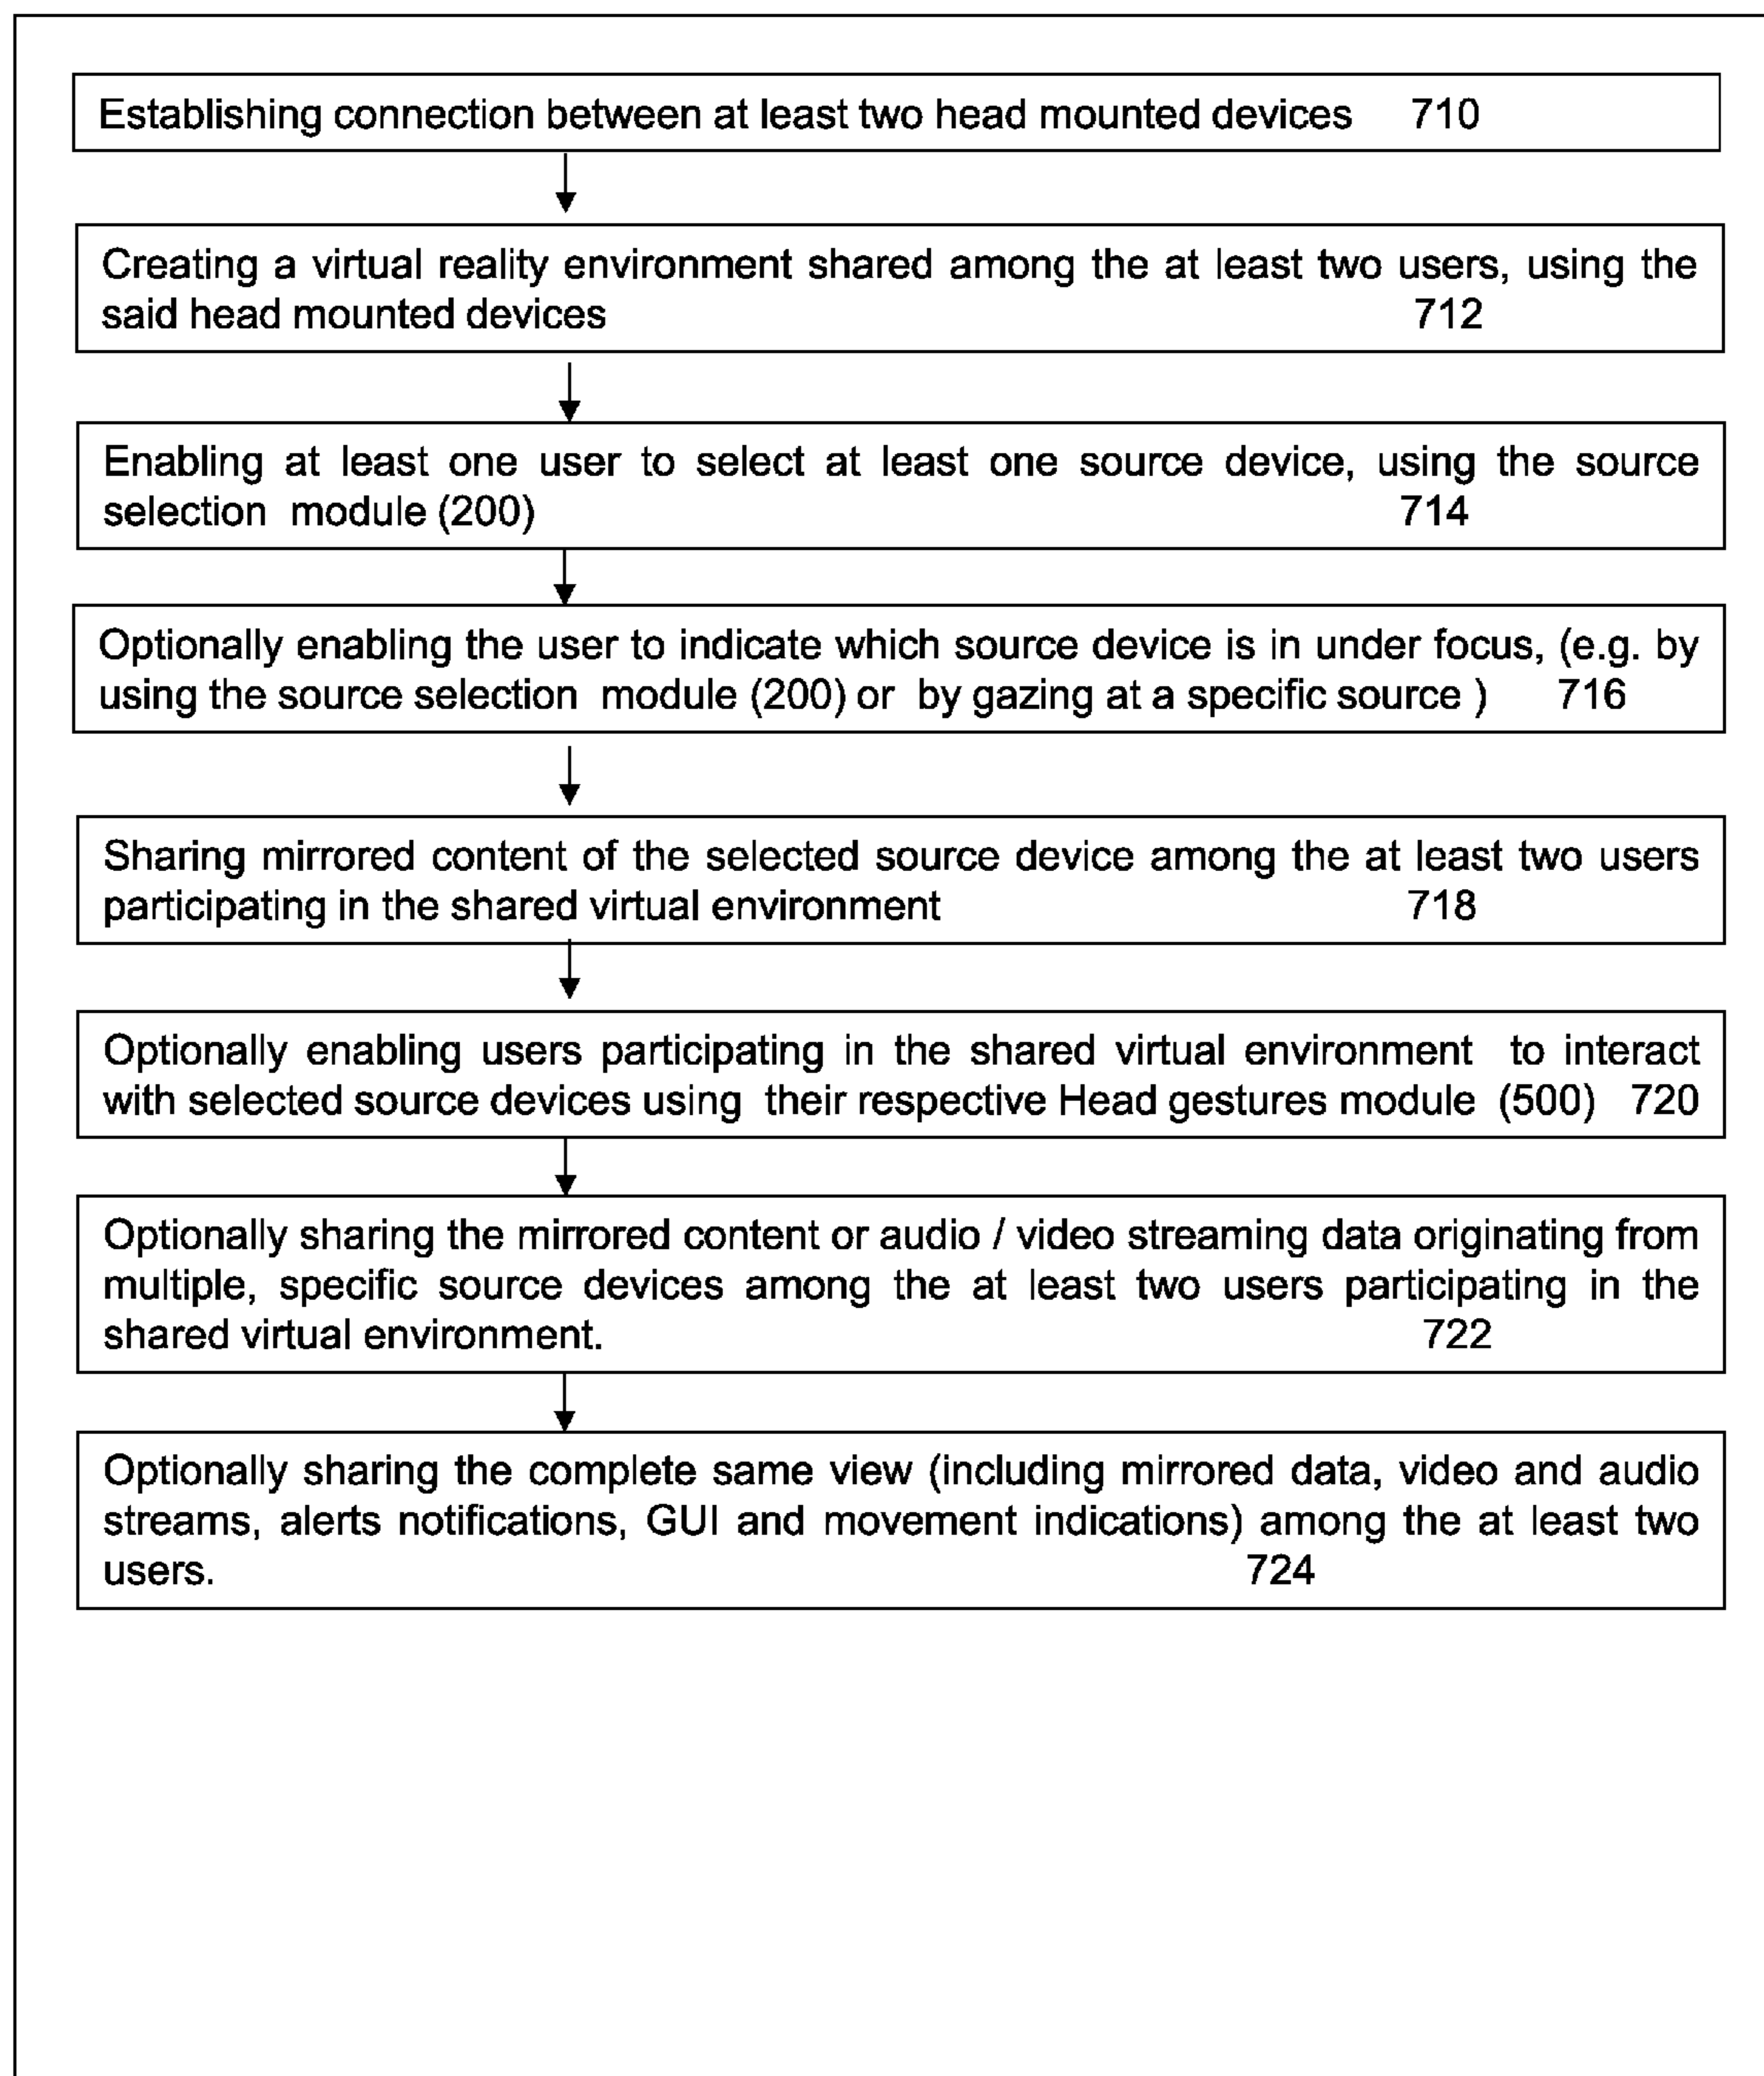 Establishing connection between at least two head mounted devices 710
Creating a virtual reality environment shared among the at least two users, using the
said head mounted devices 712
Enabling at least one user to select at least one source device, using the source
selection module (200) 714
Optionally enabling the user to indicate which source device is in under focus, (e.g. by
using the source selection module (200) or by gazing at a specific source ) 716
Sharing mirrored content of the selected source device among the at least two users
participating in the shared virtual environment 718
Optionally enabling users participating in the shared virtual environment to interact
with selected source devices using their respective Head gestures module (500) 720
Optionally sharing the mirrored content or audio / video streaming data originating from
multiple, specific source devices among the at least two users participating in the
shared virtual environment. 722
Optionally sharing the complete same view (including mirrored data, video and audio
streams, alerts notifications, GUI and movement indications) among the at least two
users. 724